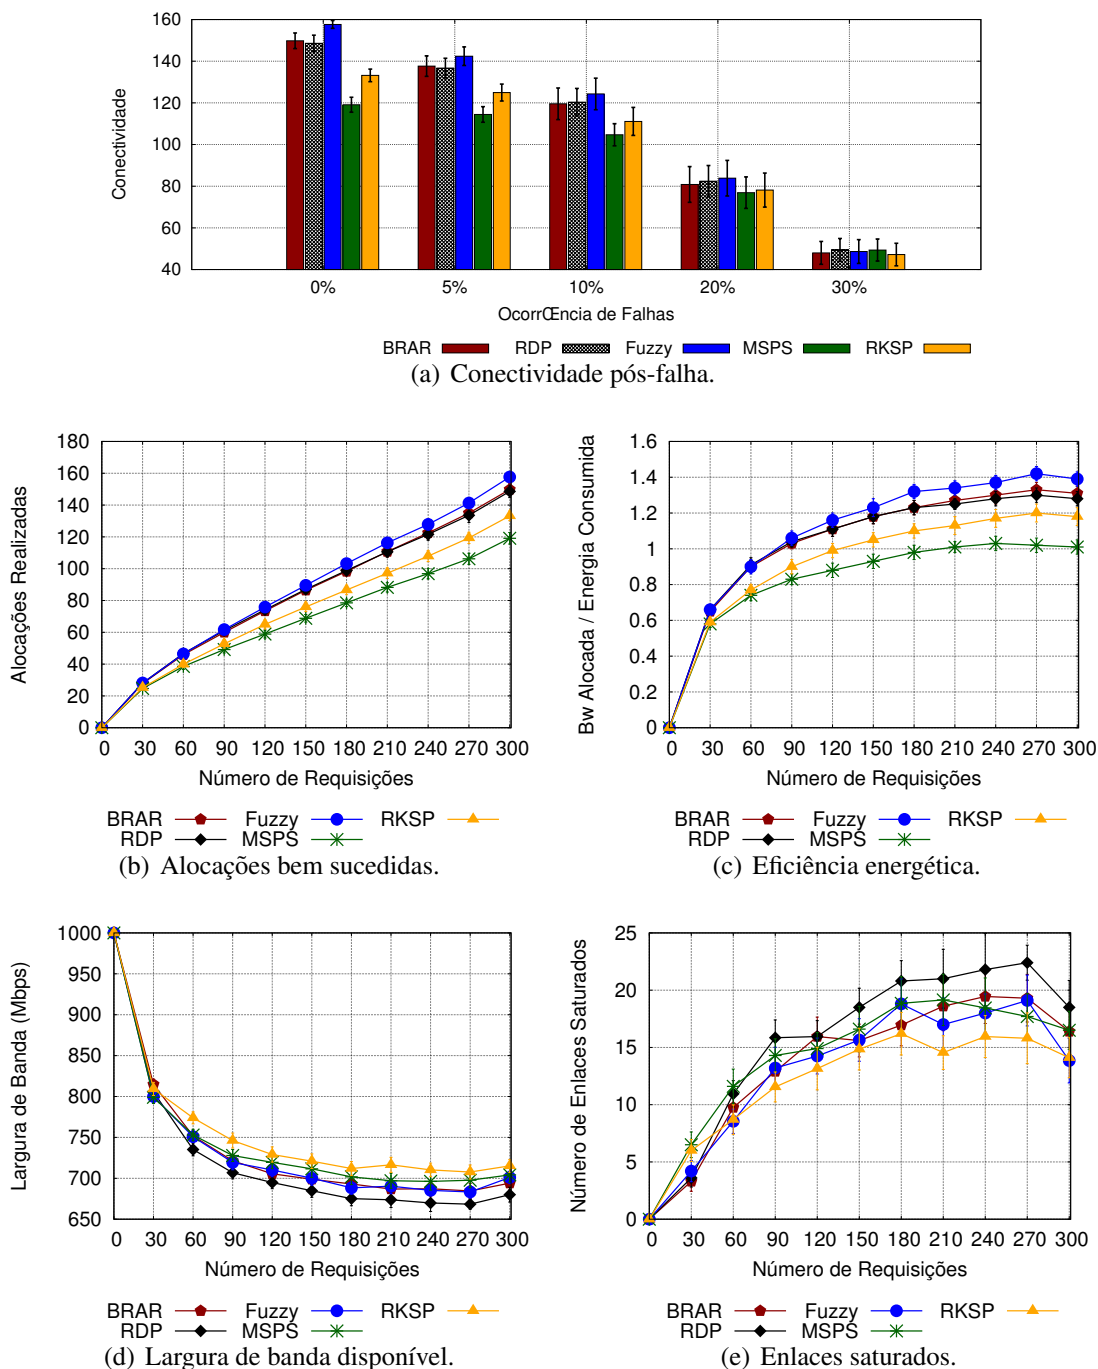 160
140
120
100
80
60
40
Conectividade
0% 5% 10% 20% 30%
OcorrŒncia de Falhas
BRAR RDP Fuzzy MSPS RKSP
(a) Conectividade pós-falha.
180
160
140
120
100
80
60
40
20
0
Alocações Realizadas
0 30 60 90 120 150 180 210 240 270 300
Número de Requisições
BRAR Fuzzy RKSP
RDP MSPS
(b) Alocações bem sucedidas.
1.6
1.4
1.2
1
0.8
0.6
0.4
0.2
0
Bw Alocada / Energia Consumida
0 30 60 90 120 150 180 210 240 270 300
Número de Requisições
BRAR Fuzzy RKSP
RDP MSPS
(c) Eficiência energética.
1000
950
900
850
800
750
700
650
Largura de Banda (Mbps)
0 30 60 90 120 150 180 210 240 270 300
Número de Requisições
BRAR Fuzzy RKSP
RDP MSPS
(d) Largura de banda disponível.
25
20
15
10
5
0
Número de Enlaces Saturados
0 30 60 90 120 150 180 210 240 270 300
Número de Requisições
BRAR Fuzzy RKSP
RDP MSPS
(e) Enlaces saturados.